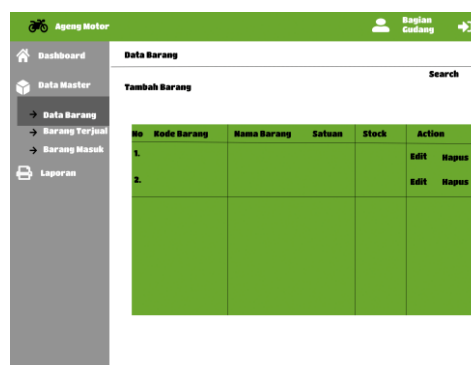 Ageng Motor
Bagian
Gudang
Dashboard
Data Master
Data Barang
Barang Terjual
Barang Masuk
Laporan
Data Barang
Search
Tambah Barang
No Kode Barang Nama Barang Satuan Stock Action
1. Edit Hapus
2. Edit Hapus